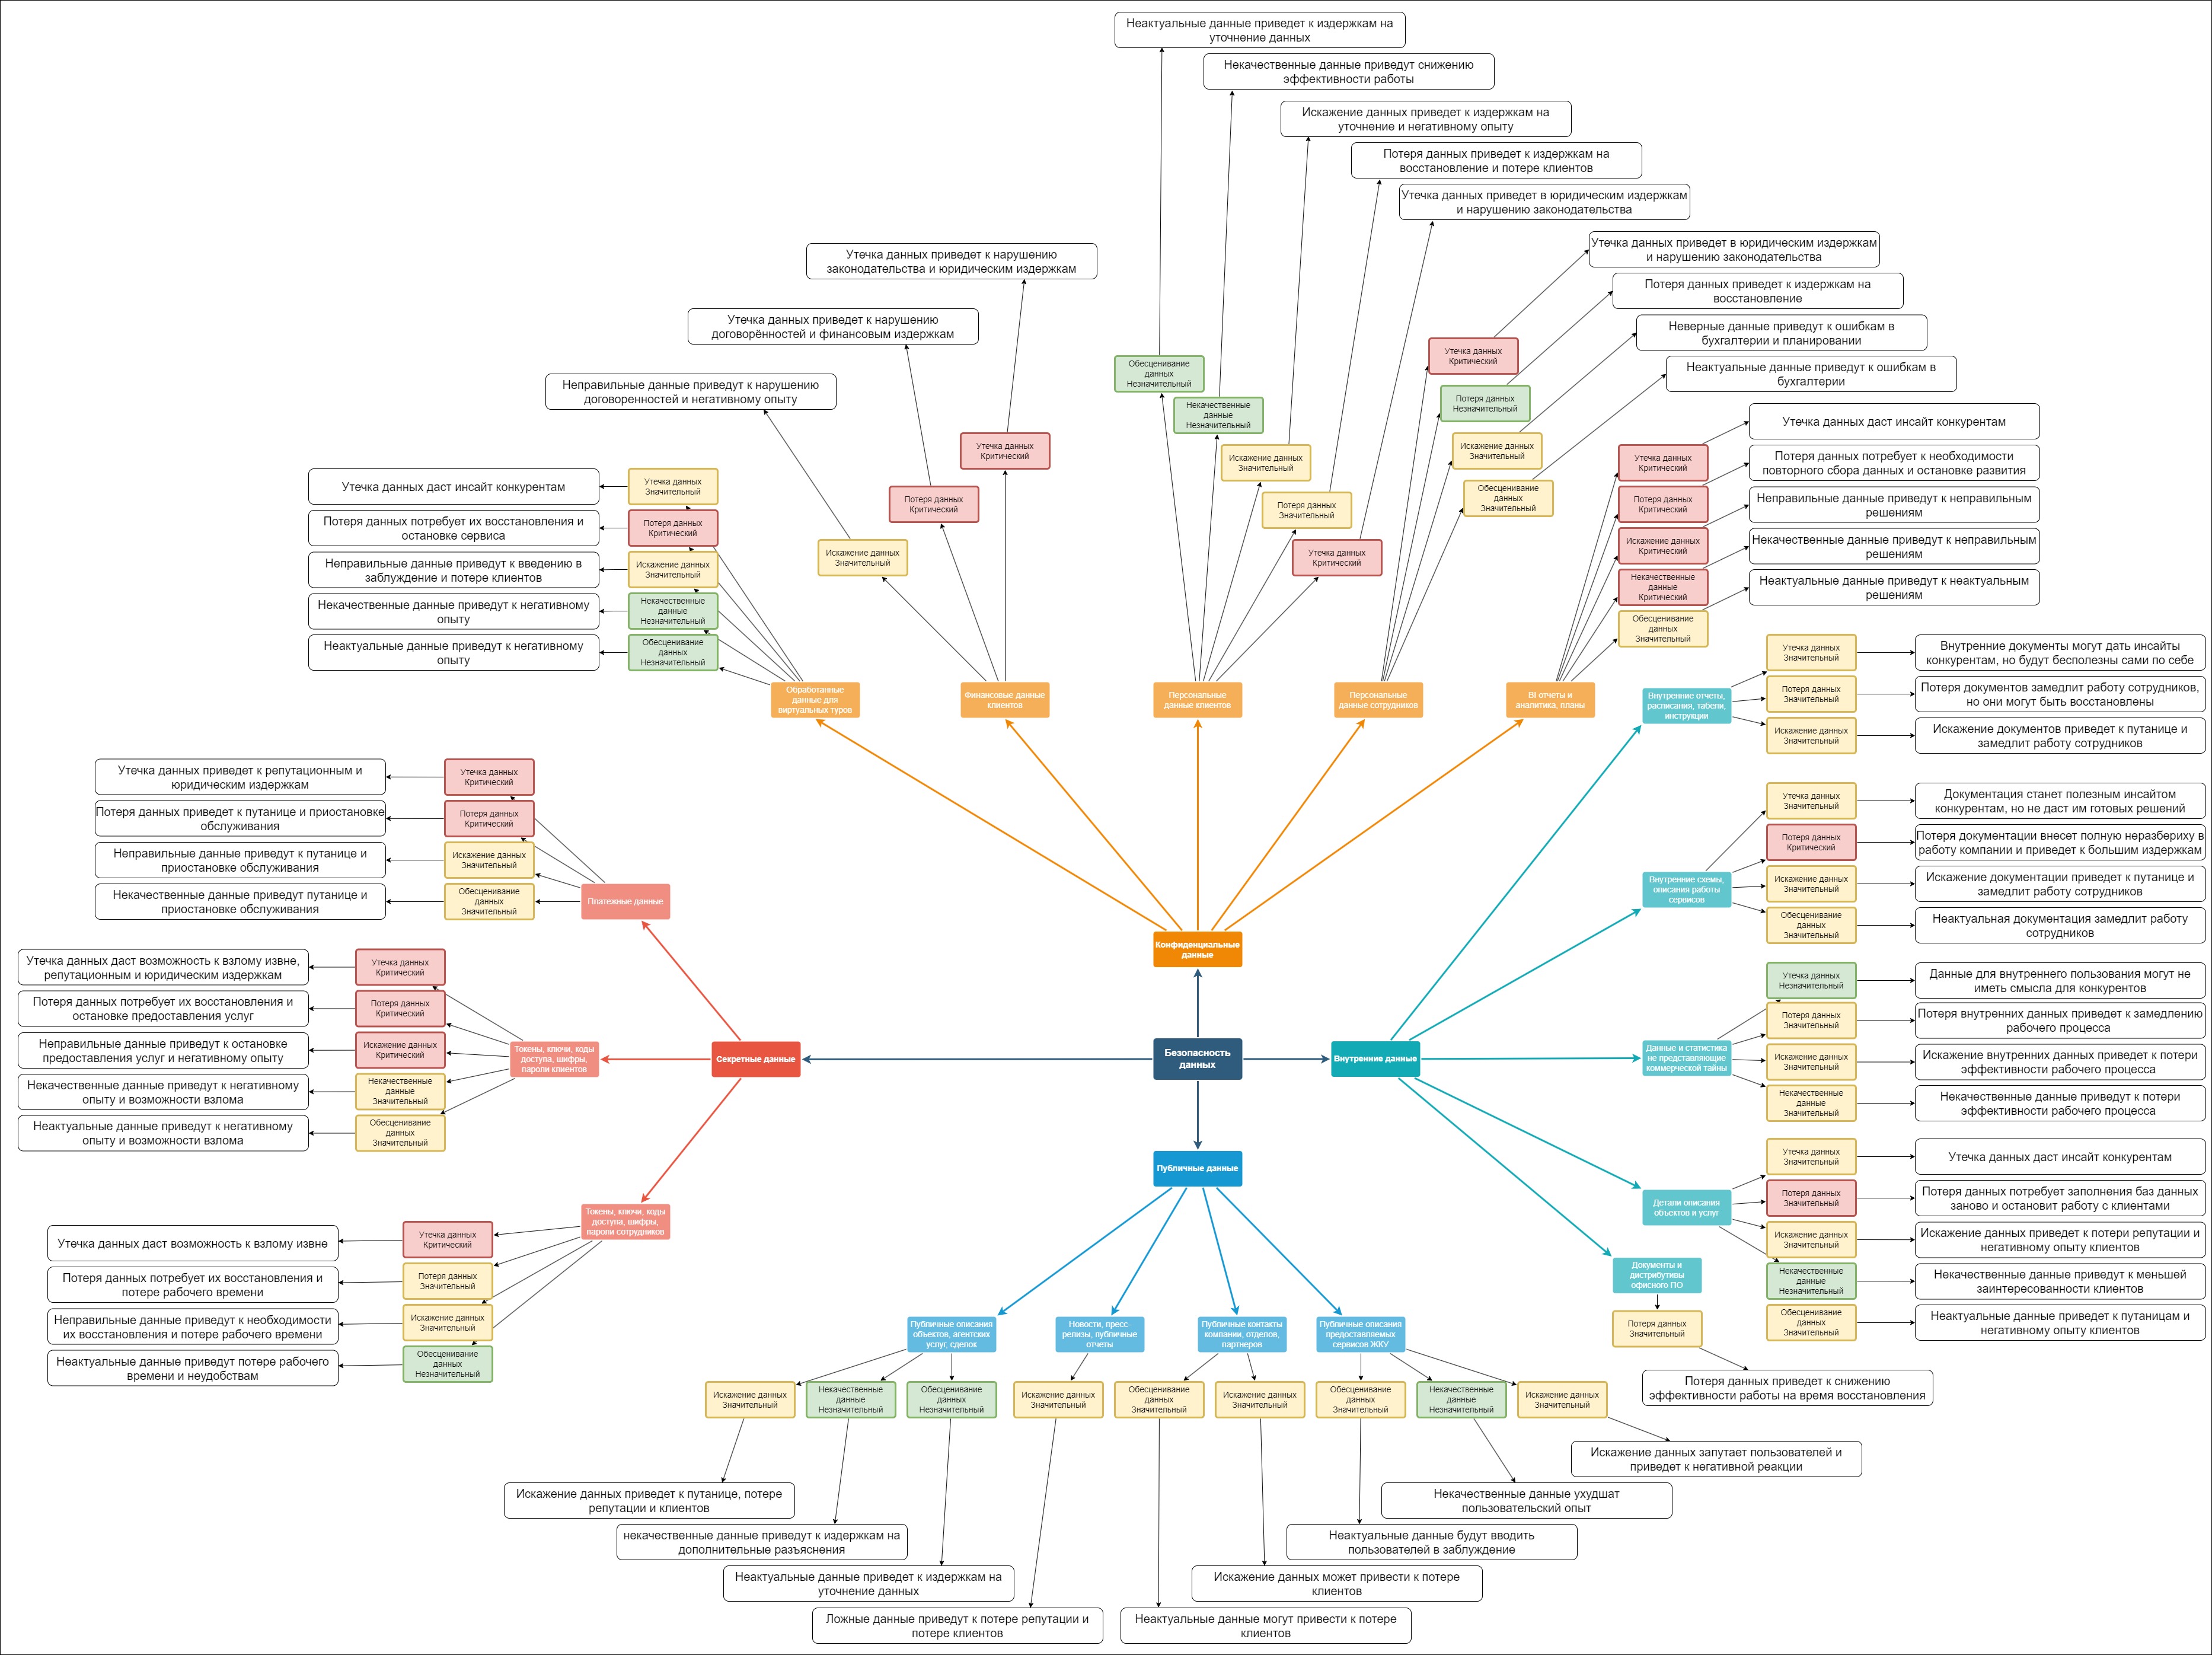 Неактуальные данные приведет к издержкам на
уточнение данных
Некачественные данные приведут снижению
эффективности работы
Искажение данных приведет к издержкам на
уточнение и негативному опыту
Потеря данных приведет к издержкам на
восстановление и потере клиентов
Утечка данных приведет в юридическим издержкам
и нарушению законодательства
Утечка данных приведет в юридическим издержкам
и нарушению законодательства
Потеря данных приведет к издержкам на
восстановление
Неверные данные приведут к ошибкам в
бухгалтерии и планировании
Неактуальные данные приведут к ошибкам в
бухгалтерии
Утечка данных приведет к нарушению
законодательства и юридическим издержкам
Утечка данных приведет к нарушению
договорённостей и финансовым издержкам
Неправильные данные приведут к нарушению
договоренностей и негативному опыту
Обесценивание
данных
Незначительный
Некачественные
данные
Незначительный
Искажение данных
Значительный
Потеря данных
Значительный
Утечка данных
Критический
Утечка данных
Критический
Потеря данных
Незначительный
Искажение данных
Значительный
Обесценивание
данных
Значительный
Утечка данных
Критический
Потеря данных
Критический
Искажение данных
Значительный
Утечка данных даст инсайт конкурентам
Утечка данных
Значительный
Потеря данных потребует их восстановления и
остановке сервиса
Потеря данных
Критический
Неправильные данные приведут к введению в
заблуждение и потере клиентов
Искажение данных
Значительный
Некачественные данные приведут к негативному
опыту
Некачественные
данные
Незначительный
Неактуальные данные приведут к негативному
опыту
Обесценивание
данных
Незначительный
Утечка данных
Критический
Утечка данных даст инсайт конкурентам
Потеря данных
Критический
Потеря данных потребует к необходимости
повторного сбора данных и остановке развития
Искажение данных
Критический
Неправильные данные приведут к неправильным
решениям
Некачественные
данные
Критический
Некачественные данные приведут к неправильным
решениям
Обесценивание
данных
Значительный
Неактуальные данные приведут к неактуальным
решениям
Обработанные
данные для
виртуальных туров
Финансовые данные
клиентов
Персональные
данные клиентов
Персональные
данные сотрудников
BI отчеты и
аналитика, планы
Внутренние отчеты,
расписания, табели,
инструкции
Утечка данных
Значительный
Внутренние документы могут дать инсайты
конкурентам, но будут бесполезны сами по себе
Потеря данных
Значительный
Потеря документов замедлит работу сотрудников,
но они могут быть восстановлены
Искажение данных
Значительный
Искажение документов приведет к путанице и
замедлит работу сотрудников
Утечка данных приведет к репутационным и
юридическим издержкам
Утечка данных
Критический
Потеря данных приведет к путанице и приостановке
обслуживания
Потеря данных
Критический
Неправильные данные приведут к путанице и
приостановке обслуживания
Искажение данных
Значительный
Некачественные данные приведут путанице и
приостановке обслуживания
Обесценивание
данных
Значительный
Платежные данные
Внутренние схемы,
описания работы
сервисов
Утечка данных
Значительный
Документация станет полезным инсайтом
конкурентам, но не даст им готовых решений
Потеря данных
Критический
Потеря документации внесет полную неразбериху в
работу компании и приведет к большим издержкам
Искажение данных
Значительный
Искажение документации приведет к путанице и
замедлит работу сотрудников
Обесценивание
данных
Значительный
Неактуальная документация замедлит работу
сотрудников
Конфиденциальные
данные
Утечка данных даст возможность к взлому извне,
репутационным и юридическим издержкам
Утечка данных
Критический
Потеря данных потребует их восстановления и
остановке предоставления услуг
Потеря данных
Критический
Неправильные данные приведут к остановке
предоставления услуг и негативному опыту
Искажение данных
Критический
Некачественные данные приведут к негативному
опыту и возможности взлома
Некачественные
данные
Значительный
Неактуальные данные приведут к негативному
опыту и возможности взлома
Обесценивание
данных
Значительный
Токены, ключи, коды
доступа, шифры,
пароли клиентов
Секретные данные
Безопасность
данных
Внутренние данные
Данные и статистика
не представляющие
коммерческой тайны
Утечка данных
Незначительный
Данные для внутреннего пользования могут не
иметь смысла для конкурентов
Потеря данных
Значительный
Потеря внутренних данных приведет к замедлению
рабочего процесса
Искажение данных
Значительный
Искажение внутренних данных приведет к потери
эффективности рабочего процесса
Некачественные
данные
Значительный
Некачественные данные приведут к потери
эффективности рабочего процесса
Публичные данные
Детали описания
объектов и услуг
Утечка данных
Значительный
Утечка данных даст инсайт конкурентам
Потеря данных
Значительный
Потеря данных потребует заполнения баз данных
заново и остановит работу с клиентами
Искажение данных
Значительный
Искажение данных приведет к потери репутации и
негативному опыту клиентов
Некачественные
данные
Незначительный
Некачественные данные приведут к меньшей
заинтересованности клиентов
Обесценивание
данных
Значительный
Неактуальные данные приведут к путаницам и
негативному опыту клиентов
Токены, ключи, коды
доступа, шифры,
пароли сотрудников
Утечка данных даст возможность к взлому извне
Утечка данных
Критический
Потеря данных потребует их восстановления и
потере рабочего времени
Потеря данных
Значительный
Неправильные данные приведут к необходимости
их восстановления и потере рабочего времени
Искажение данных
Значительный
Неактуальные данные приведут потере рабочего
времени и неудобствам
Обесценивание
данных
Незначительный
Документы и
дистрибутивы
офисного ПО
Потеря данных
Значительный
Потеря данных приведет к снижению
эффективности работы на время восстановления
Публичные описания
объектов, агентских
услуг, сделок
Новости, пресс-
релизы, публичные
отчеты
Публичные контакты
компании, отделов,
партнеров
Публичные описания
предоставляемых
сервисов ЖКУ
Искажение данных
Значительный
Некачественные
данные
Незначительный
Обесценивание
данных
Незначительный
Искажение данных
Значительный
Обесценивание
данных
Значительный
Искажение данных
Значительный
Обесценивание
данных
Значительный
Некачественные
данные
Незначительный
Искажение данных
Значительный
Искажение данных запутает пользователей и
приведет к негативной реакции
Искажение данных приведет к путанице, потере
репутации и клиентов
Некачественные данные ухудшат
пользовательский опыт
некачественные данные приведут к издержкам на
дополнительные разъяснения
Неактуальные данные будут вводить
пользователей в заблуждение
Неактуальные данные приведет к издержкам на
уточнение данных
Искажение данных может привести к потере
клиентов
Ложные данные приведут к потере репутации и
потере клиентов
Неактуальные данные могут привести к потере
клиентов